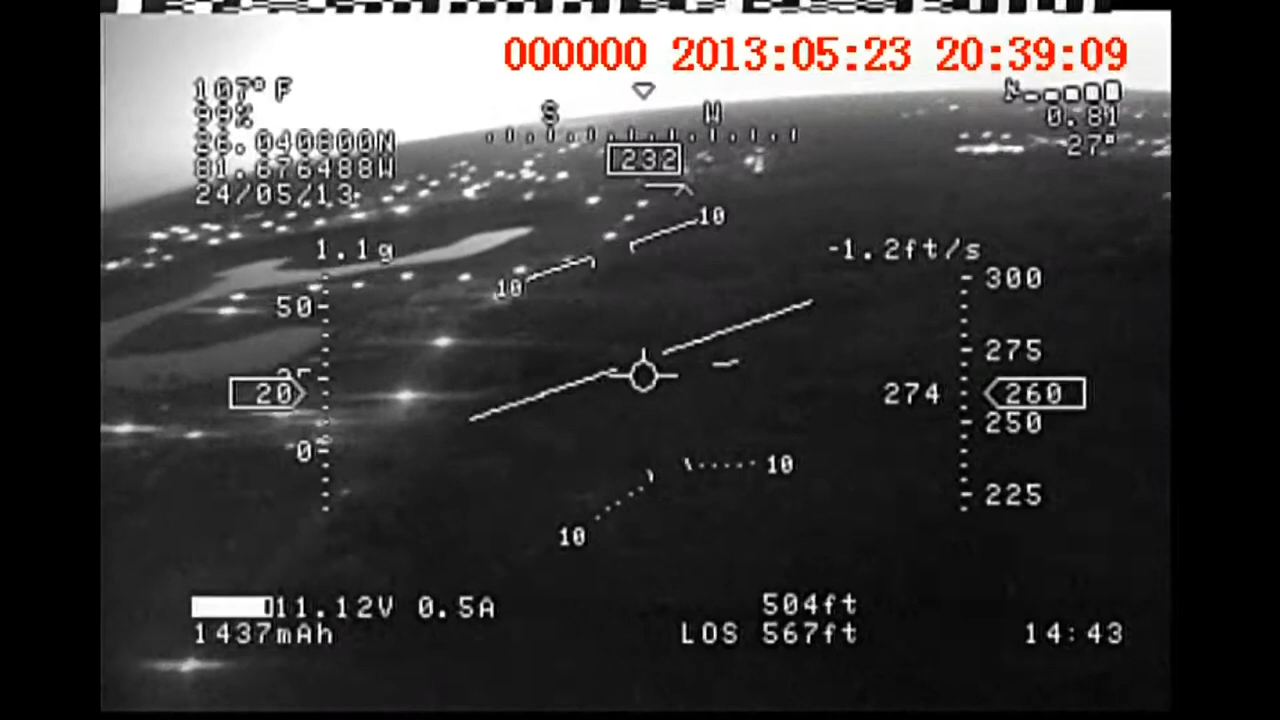 000000 2013:05:23 20:39:09
107°F
99%
26.040800N
81.676488W
24/05/13
S W
232
0.81
27°
10
10
1.1g
-1.2ft/s
50
20
0
300
275
274
260
250
225
10
10
11.12V 0.5A
1437mAh
504ft
LOS 567ft
14:43